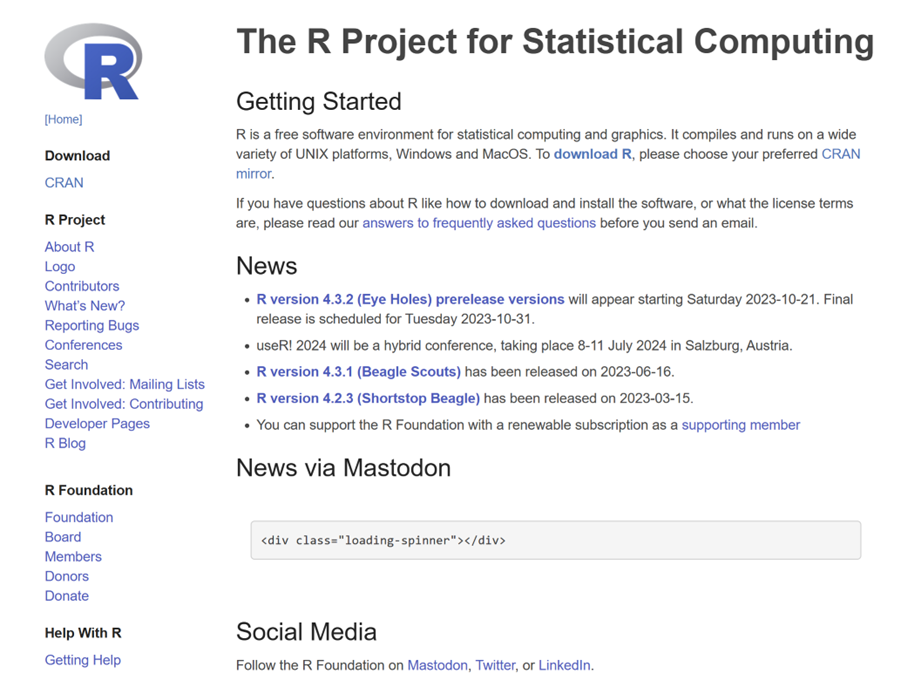 R
[Home]
Download
CRAN
R Project
About R
Logo
Contributors
What's New?
Reporting Bugs
Conferences
Search
Get Involved: Mailing Lists
Get Involved: Contributing
Developer Pages
R Blog
R Foundation
Foundation
Board
Members
Donors
Donate
Help With R
Getting Help
The R Project for Statistical Computing
Getting Started
R is a free software environment for statistical computing and graphics. It compiles and runs on a wide
variety of UNIX platforms, Windows and MacOS. To download R, please choose your preferred CRAN
mirror.
If you have questions about R like how to download and install the software, or what the license terms
are, please read our answers to frequently asked questions before you send an email.
News
• R version 4.3.2 (Eye Holes) prerelease versions will appear starting Saturday 2023-10-21. Final
release is scheduled for Tuesday 2023-10-31.
• useR! 2024 will be a hybrid conference, taking place 8-11 July 2024 in Salzburg, Austria.
• R version 4.3.1 (Beagle Scouts) has been released on 2023-06-16.
• R version 4.2.3 (Shortstop Beagle) has been released on 2023-03-15.
• You can support the R Foundation with a renewable subscription as a supporting member
News via Mastodon
<div class="loading-spinner"></div>
Social Media
Follow the R Foundation on Mastodon, Twitter, or LinkedIn.